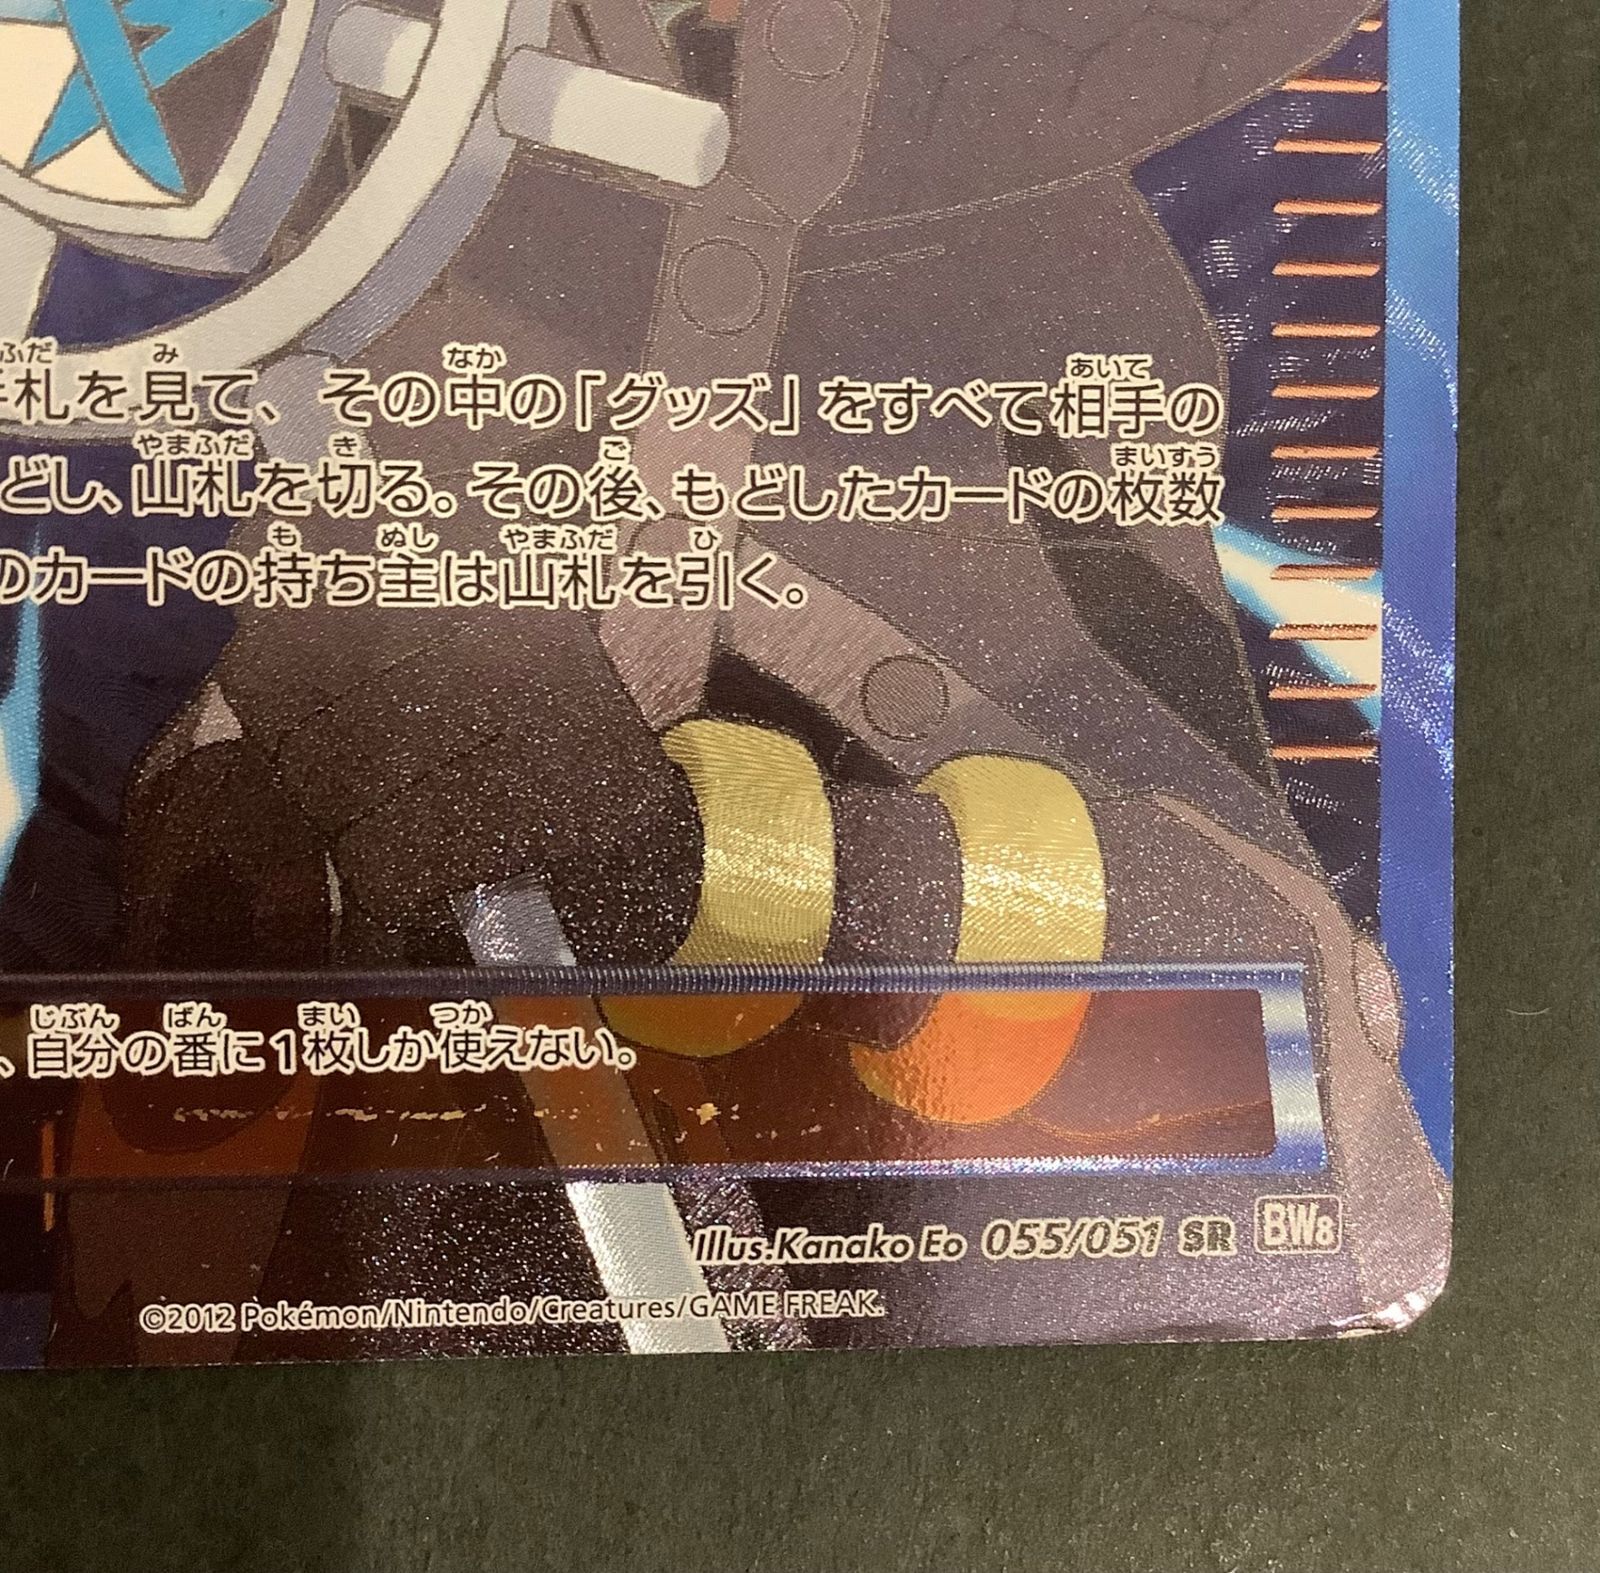 手札を見て、その中の「グッズ」をすべて相手の
どし、山札を切る。その後、もどしたカードの枚数
のカードの持ち主は山札を引く。
、自分の番に1枚しか使えない。
Illus.Kanako Eo 055/051 SR BW8
©2012 Pokémon/Nintendo/Creatures/GAME FREAK.